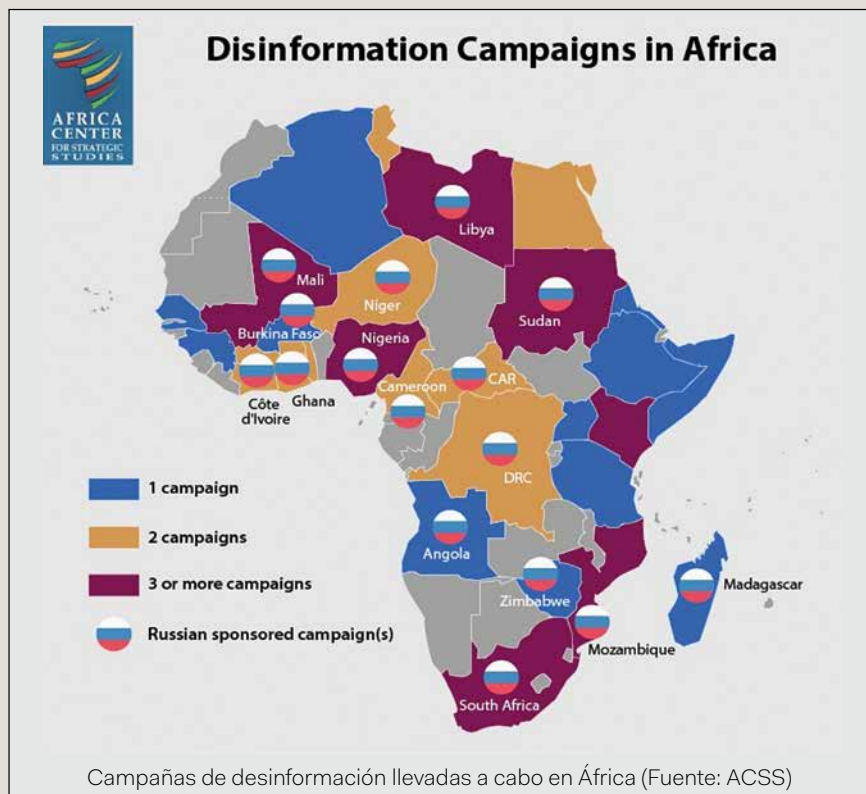 AFRICA
CENTER
FOR STRATEGIC
STUDIES
Disinformation Campaigns in Africa
Libya
Mali
Niger
Sudan
Burkina Faso
Nigeria
Cameroon
CAR
Côte
d'Ivoire
Ghana
DRC
Angola
Zimbabwe
Madagascar
Mozambique
South Africa
1 campaign
2 campaigns
3 or more campaigns
Russian sponsored campaign(s)
Campañas de desinformación llevadas a cabo en África (Fuente: ACSS)